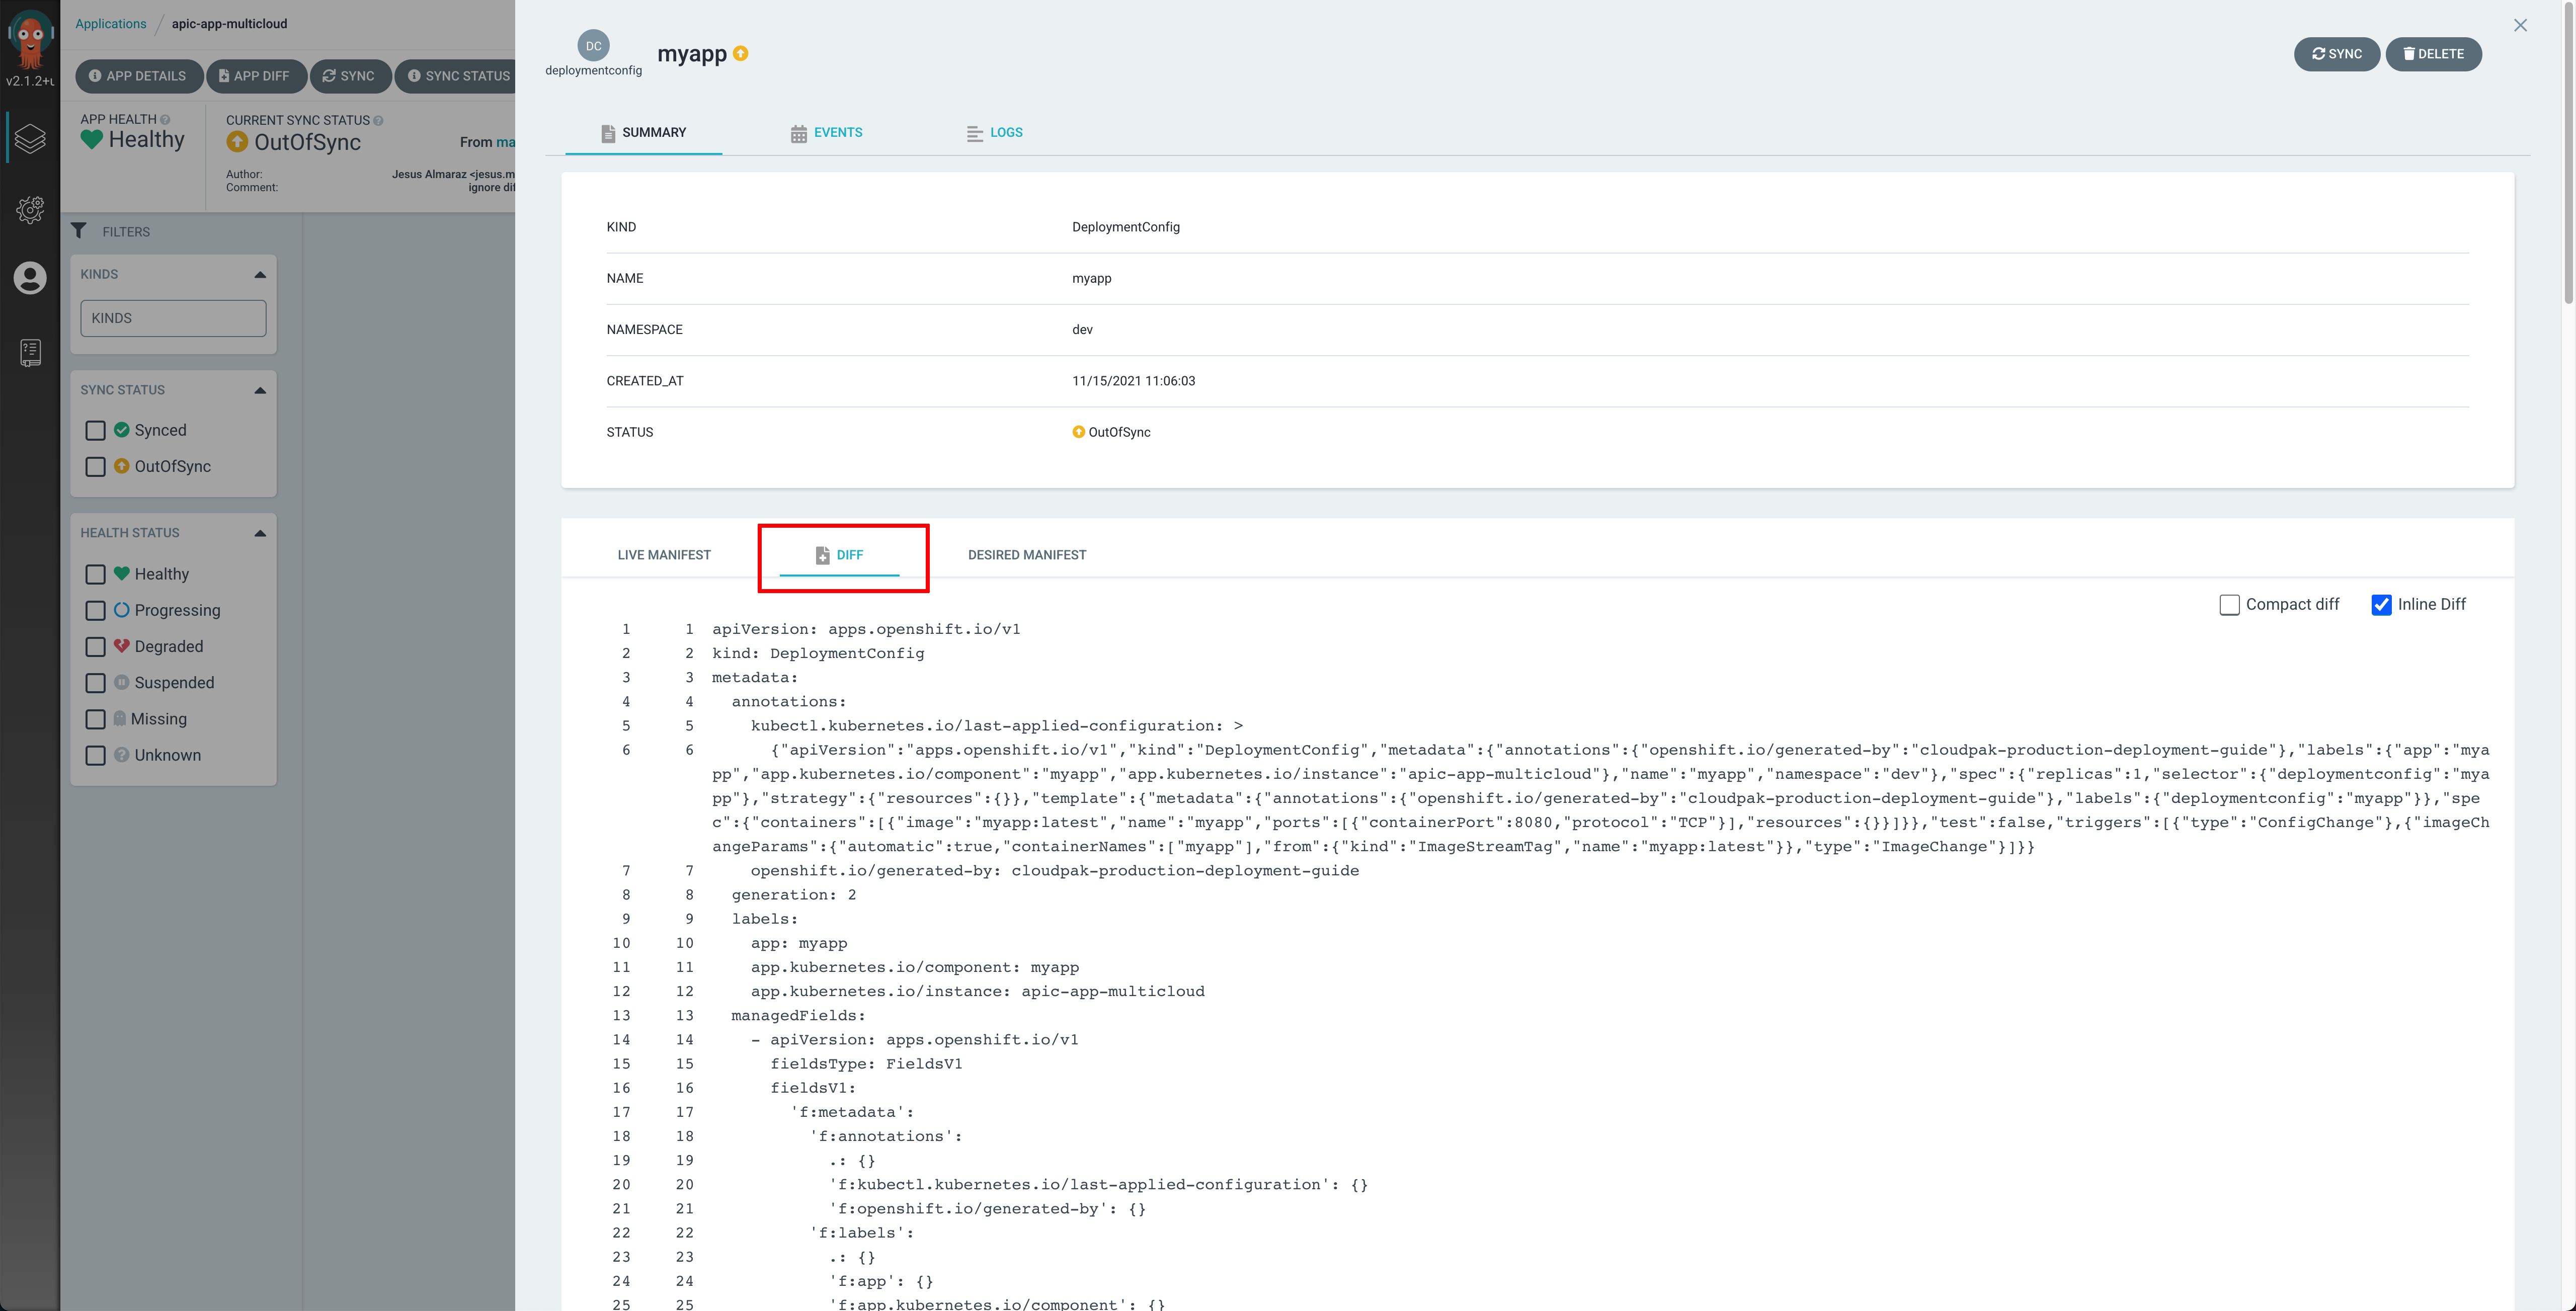 Applications / apic-app-multicloud
v2.1.2+u
APP DETAILS
APP DIFF
SYNC
SYNC STATUS
APP HEALTH
Healthy
CURRENT SYNC STATUS
OutOfSync
From ma
Author:
Jesus Almaraz <jesus.m
Comment:
ignore dif
FILTERS
KINDS
KINDS
SYNC STATUS
Synced
OutOfSync
HEALTH STATUS
Healthy
Progressing
Degraded
Suspended
Missing
Unknown
DC
deploymentconfig
myapp
SYNC
DELETE
SUMMARY
EVENTS
LOGS
KIND
DeploymentConfig
NAME
myapp
NAMESPACE
dev
CREATED_AT
11/15/2021 11:06:03
STATUS
OutOfSync
LIVE MANIFEST
DIFF
DESIRED MANIFEST
Compact diff
Inline Diff
1 1 apiVersion: apps.openshift.io/v1
2 2 kind: DeploymentConfig
3 3 metadata:
4 4 annotations:
5 5 kubectl.kubernetes.io/last-applied-configuration: >
6 6 {"apiVersion":"apps.openshift.io/v1","kind":"DeploymentConfig","metadata":{"annotations":{"openshift.io/generated-by":"cloudpak-production-deployment-guide"},"labels":{"app":"mya
pp","app.kubernetes.io/component":"myapp","app.kubernetes.io/instance":"apic-app-multicloud"},"name":"myapp","namespace":"dev"},"spec":{"replicas":1,"selector":{"deploymentconfig":"mya
pp"},"strategy":{"resources":{}},"template":{"metadata":{"annotations":{"openshift.io/generated-by":"cloudpak-production-deployment-guide"},"labels":{"deploymentconfig":"myapp"}},"spe
c":{"containers":[{"image":"myapp:latest","name":"myapp","ports":[{"containerPort":8080,"protocol":"TCP"}],"resources":{}}]}},"test":false,"triggers":[{"type":"ConfigChange"},{"imageCh
angeParams":{"automatic":true,"containerNames":["myapp"],"from":{"kind":"ImageStreamTag","name":"myapp:latest"}},"type":"ImageChange"}]}}
7 7 openshift.io/generated-by: cloudpak-production-deployment-guide
8 8 generation: 2
9 9 labels:
10 10 app: myapp
11 11 app.kubernetes.io/component: myapp
12 12 app.kubernetes.io/instance: apic-app-multicloud
13 13 managedFields:
14 14 - apiVersion: apps.openshift.io/v1
15 15 fieldsType: FieldsV1
16 16 fieldsV1:
17 17 'f:metadata':
18 18 'f:annotations':
19 19 .: {}
20 20 'f:kubectl.kubernetes.io/last-applied-configuration': {}
21 21 'f:openshift.io/generated-by': {}
22 22 'f:labels':
23 23 .: {}
24 24 'f:app': {}
25 25 'f:app.kubernetes.io/component': {}